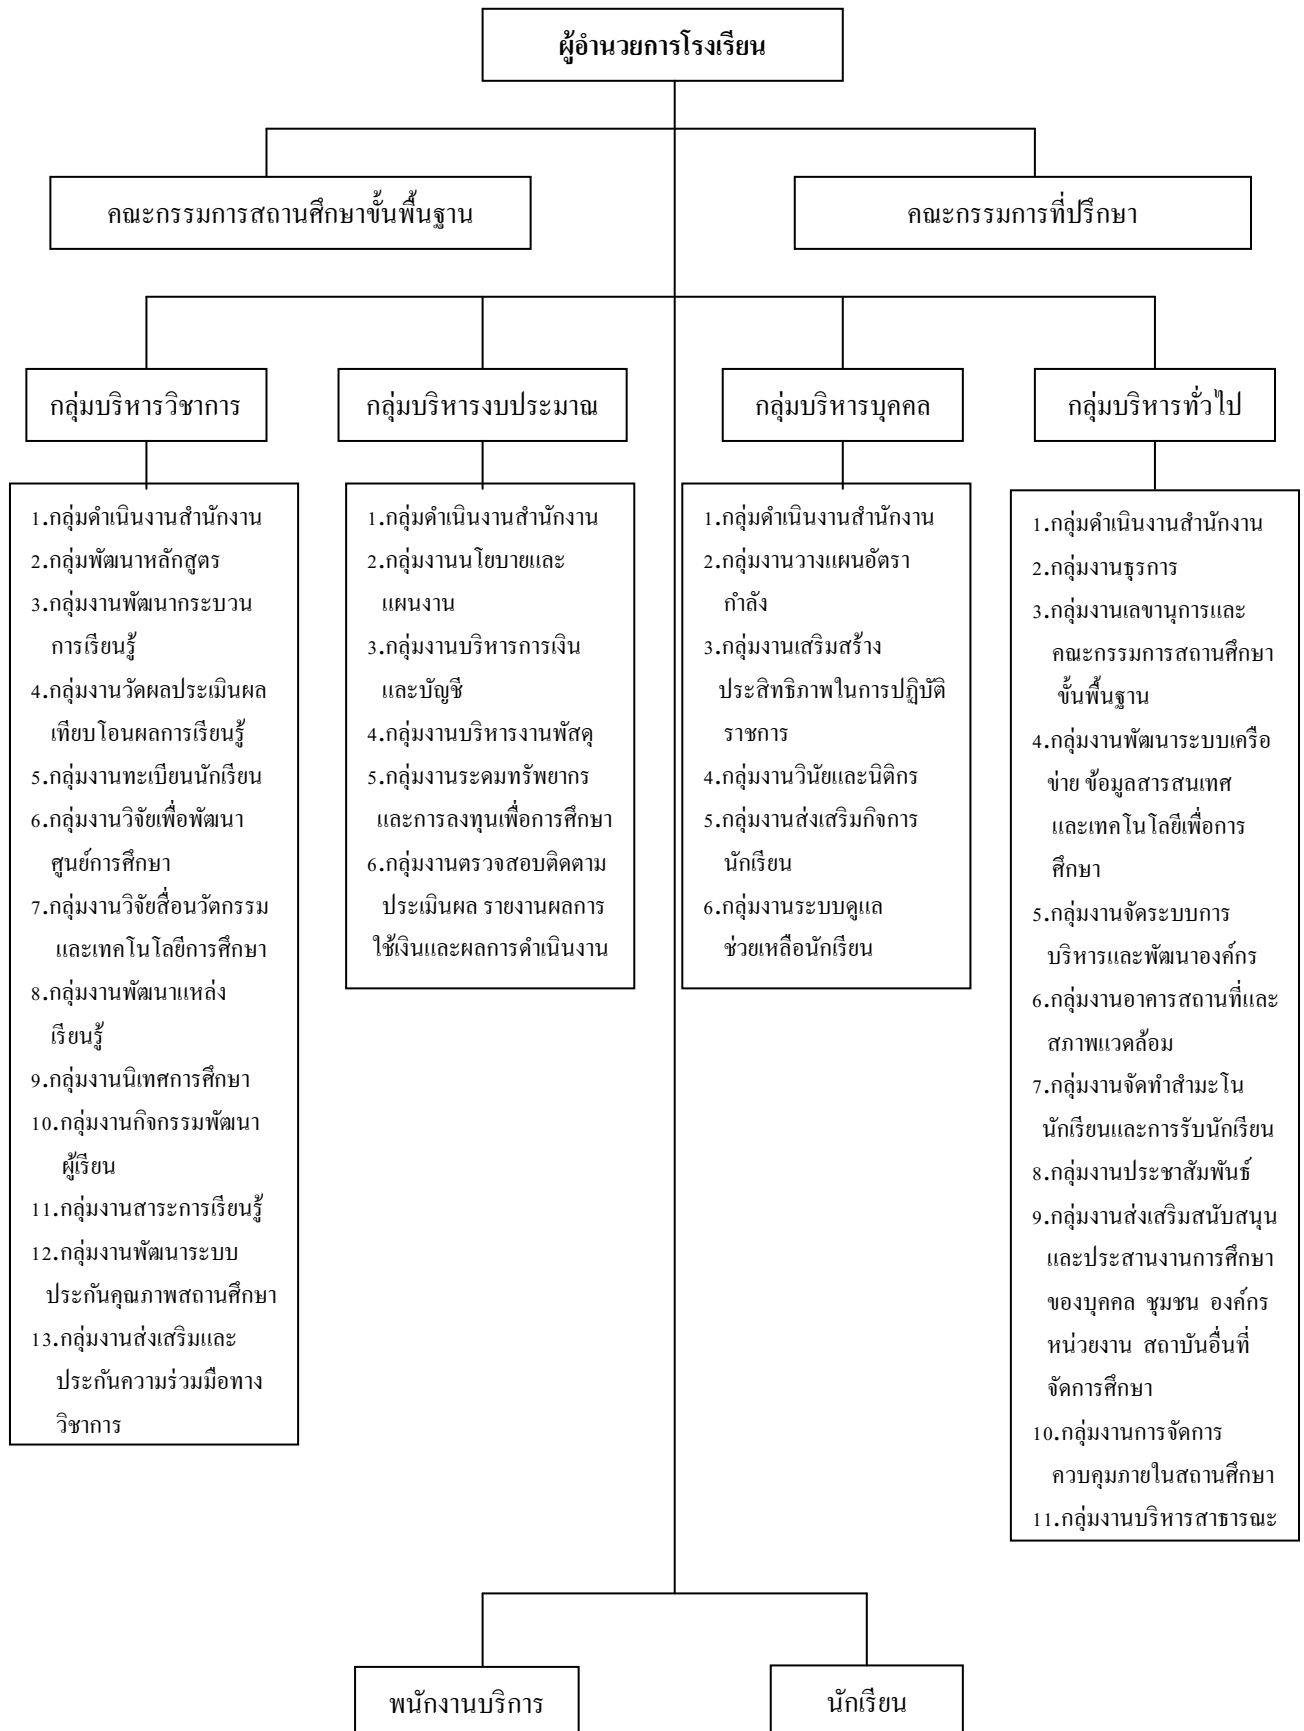 ผู้อำนวยการโรงเรียน
คณะกรรมการสถานศึกษาขั้นพื้นฐาน
คณะกรรมการที่ปรึกษา
กลุ่มบริหารวิชาการ
กลุ่มบริหารงบประมาณ
กลุ่มบริหารบุคคล
กลุ่มบริหารทั่วไป
1.กลุ่มดำเนินงานสำนักงาน
2.กลุ่มพัฒนาหลักสูตร
3.กลุ่มงานพัฒนากระบวน
การเรียนรู้
4.กลุ่มงานวัดผลประเมินผล
เทียบโอนผลการเรียนรู้
5.กลุ่มงานทะเบียนนักเรียน
6.กลุ่มงานวิจัยเพื่อพัฒนา
ศูนย์การศึกษา
7.กลุ่มงานวิจัยสื่อนวัตกรรม
และเทคโนโลยีการศึกษา
8.กลุ่มงานพัฒนาแหล่ง
เรียนรู้
9.กลุ่มงานนิเทศการศึกษา
10.กลุ่มงานกิจกรรมพัฒนา
ผู้เรียน
11.กลุ่มงานสาระการเรียนรู้
12.กลุ่มงานพัฒนาระบบ
ประกันคุณภาพสถานศึกษา
13.กลุ่มงานส่งเสริมและ
ประกันความร่วมมือทาง
วิชาการ
1.กลุ่มดำเนินงานสำนักงาน
2.กลุ่มงานนโยบายและ
แผนงาน
3.กลุ่มงานบริหารการเงิน
และบัญชี
4.กลุ่มงานบริหารงานพัสดุ
5.กลุ่มงานระดมทรัพยากร
และการลงทุนเพื่อการศึกษา
6.กลุ่มงานตรวจสอบติดตาม
ประเมินผล รายงานผลการ
ใช้เงินและผลการดำเนินงาน
1.กลุ่มดำเนินงานสำนักงาน
2.กลุ่มงานวางแผนอัตรา
กำลัง
3.กลุ่มงานเสริมสร้าง
ประสิทธิภาพในการปฏิบัติ
ราชการ
4.กลุ่มงานวินัยและนิติกร
5.กลุ่มงานส่งเสริมกิจการ
นักเรียน
6.กลุ่มงานระบบดูแล
ช่วยเหลือนักเรียน
1.กลุ่มดำเนินงานสำนักงาน
2.กลุ่มงานธุรการ
3.กลุ่มงานเลขานุการและ
คณะกรรมการสถานศึกษา
ขั้นพื้นฐาน
4.กลุ่มงานพัฒนาระบบเครือ
ข่าย ข้อมูลสารสนเทศ
และเทคโนโลยีเพื่อการ
ศึกษา
5.กลุ่มงานจัดระบบการ
บริหารและพัฒนาองค์กร
6.กลุ่มงานอาคารสถานที่และ
สภาพแวดล้อม
7.กลุ่มงานจัดทำสำมะโน
นักเรียนและการรับนักเรียน
8.กลุ่มงานประชาสัมพันธ์
9.กลุ่มงานส่งเสริมสนับสนุน
และประสานงานการศึกษา
ของบุคคล ชุมชน องค์กร
หน่วยงาน สถาบันอื่นที่
จัดการศึกษา
10.กลุ่มงานการจัดการ
ควบคุมภายในสถานศึกษา
11.กลุ่มงานบริหารสาธารณะ
พนักงานบริการ
นักเรียน